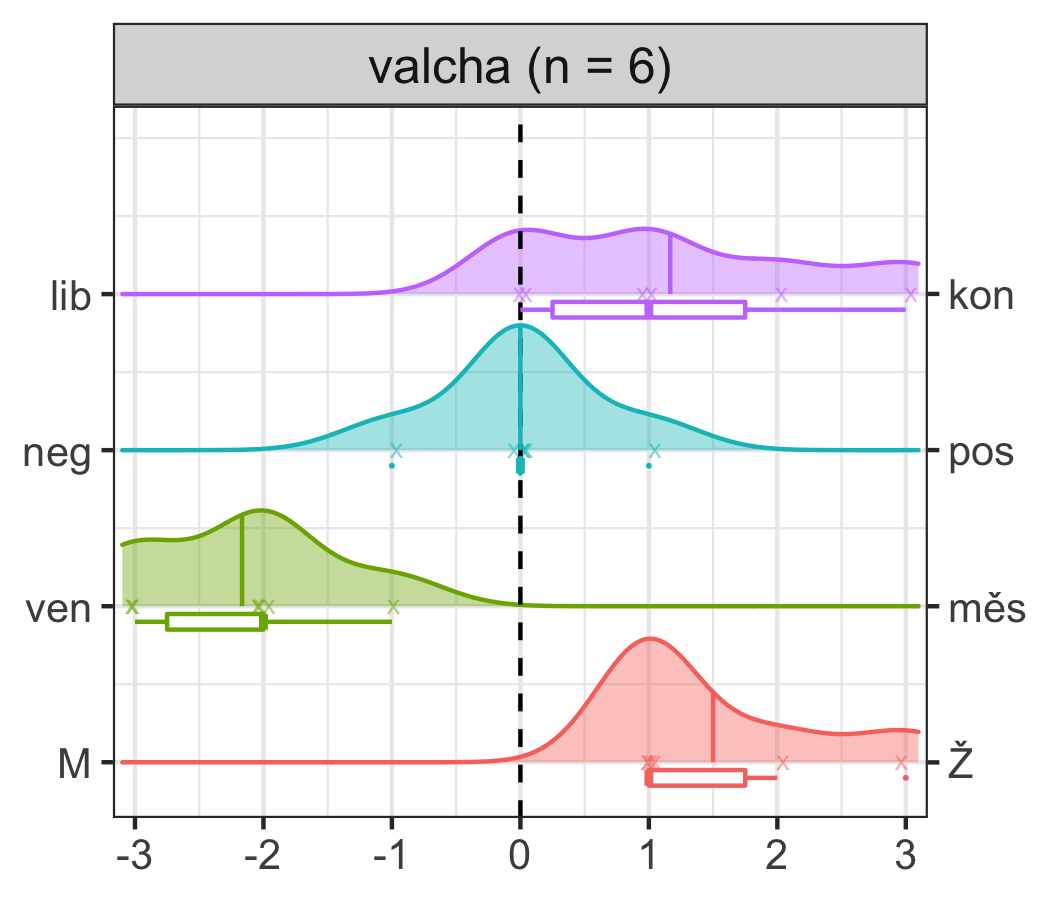 valcha (n = 6)
lib kon
neg pos
ven měs
M Ž
-3 -2 -1 0 1 2 3